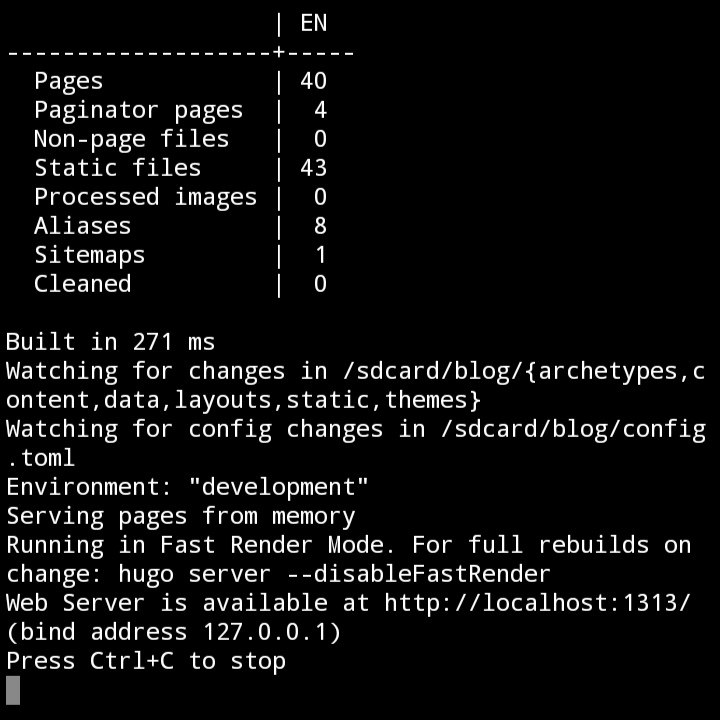 | EN
-------------------+-----
  Pages            | 40
  Paginator pages  |  4
  Non-page files   |  0
  Static files     | 43
  Processed images |  0
  Aliases          |  8
  Sitemaps         |  1
  Cleaned          |  0

Built in 271 ms
Watching for changes in /sdcard/blog/{archetypes,c
ontent,data,layouts,static,themes}
Watching for config changes in /sdcard/blog/config
.toml
Environment: "development"
Serving pages from memory
Running in Fast Render Mode. For full rebuilds on
change: hugo server --disableFastRender
Web Server is available at http://localhost:1313/
(bind address 127.0.0.1)
Press Ctrl+C to stop